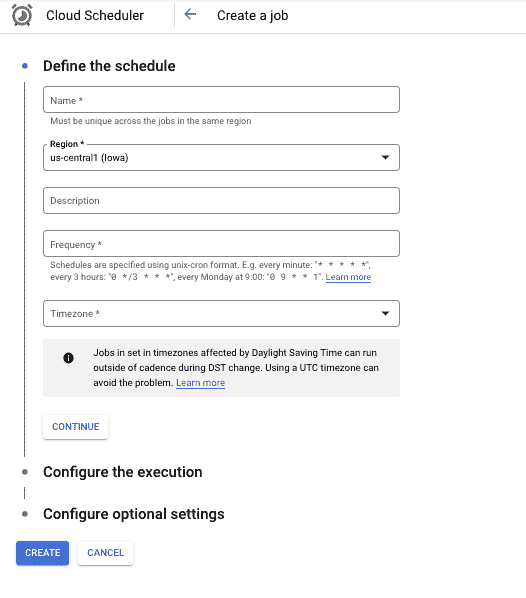 Cloud Scheduler
Create a job
Define the schedule
Name *
Must be unique across the jobs in the same region
Region *
us-central1 (Iowa)
Description
Frequency *
Schedules are specified using unix-cron format. E.g. every minute: "* * * * *",
every 3 hours: "0 */3 * * *", every Monday at 9:00: "0 9 * * 1". Learn more
Timezone *
Jobs in set in timezones affected by Daylight Saving Time can run
outside of cadence during DST change. Using a UTC timezone can
avoid the problem. Learn more
CONTINUE
Configure the execution
Configure optional settings
CREATE
CANCEL